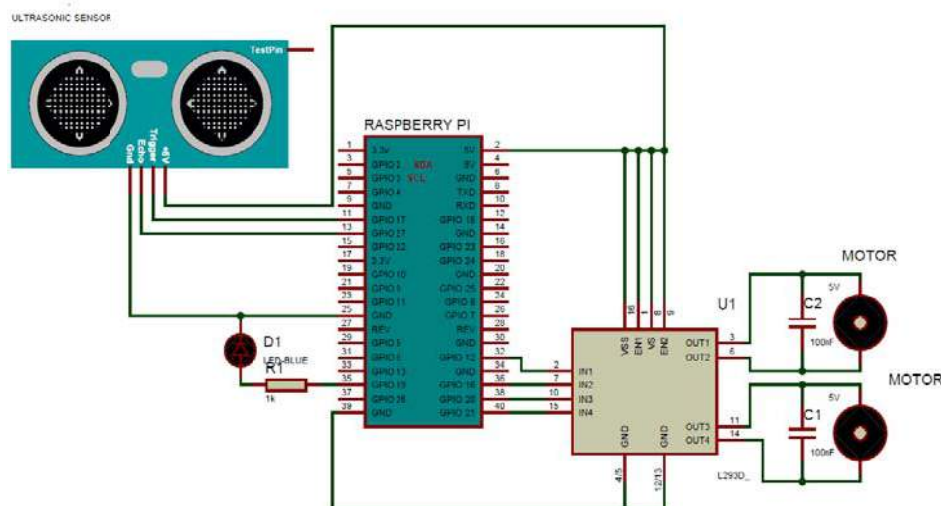 ULTRASONIC SENSOR
TestPin
Gnd
Echo
Trigger
+5V
RASPBERRY PI
1 3.3V 5V 2
3 GPIO 2 SDA 5V 4
5 GPIO 3 SCL GND 6
7 GPIO 4 TXD 8
9 GND RXD 10
11 GPIO 17 GPIO 18 12
13 GPIO 27 GND 14
15 GPIO 22 GPIO 23 16
17 3.3V GPIO 24 18
19 GPIO 10 GND 20
21 GPIO 9 GPIO 25 22
23 GPIO 11 GPIO 8 24
25 GND GPIO 7 26
27 REV REV 28
29 GPIO 5 GND 30
31 GPIO 6 GPIO 12 32
33 GPIO 13 GND 34
35 GPIO 19 GPIO 16 36
37 GPIO 26 GPIO 20 38
39 GND GPIO 21 40
D1
LED-BLUE
R1
1k
U1
16 1 8 9
VSS EN1 VS EN2
2 IN1
7 IN2
10 IN3
15 IN4
OUT1 3
OUT2 6
OUT3 11
OUT4 14
GND GND
4/5 12/13
L293D_
MOTOR
5V
C2
100nF
MOTOR
5V
C1
100nF